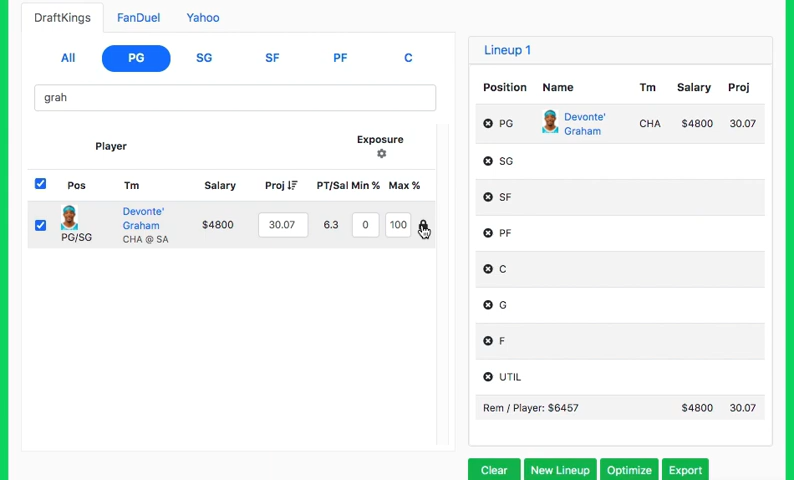 DraftKings FanDuel Yahoo
All PG SG SF PF C
grah
Player Exposure
Pos Tm Salary Proj PT/Sal Min % Max %
PG/SG Devonte' Graham CHA @ SA $4800 30.07 6.3 0 100
Lineup 1
Position Name Tm Salary Proj
PG Devonte' Graham CHA $4800 30.07
SG
SF
PF
C
G
F
UTIL
Rem / Player: $6457 $4800 30.07
Clear New Lineup Optimize Export